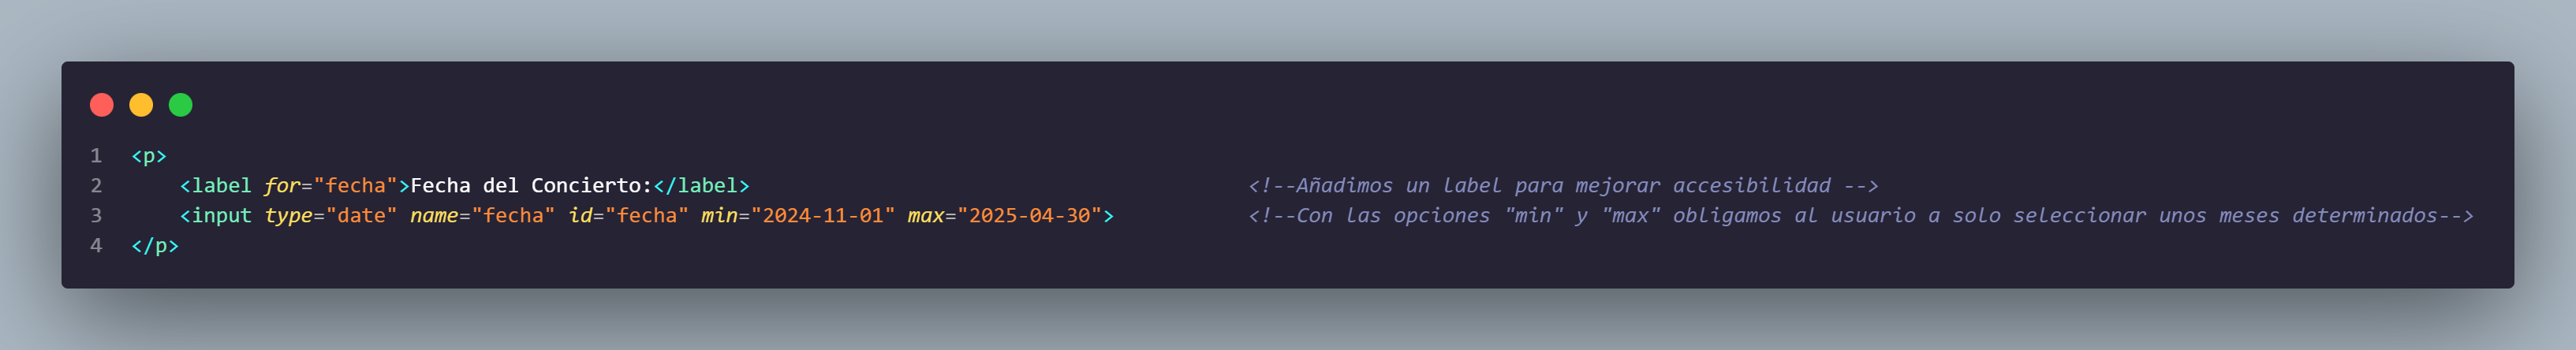 1 <p>
2     <label for="fecha">Fecha del Concierto:</label>                                         <!--Añadimos un label para mejorar accesibilidad -->
3     <input type="date" name="fecha" id="fecha" min="2024-11-01" max="2025-04-30">           <!--Con las opciones "min" y "max" obligamos al usuario a solo seleccionar unos meses determinados-->
4 </p>